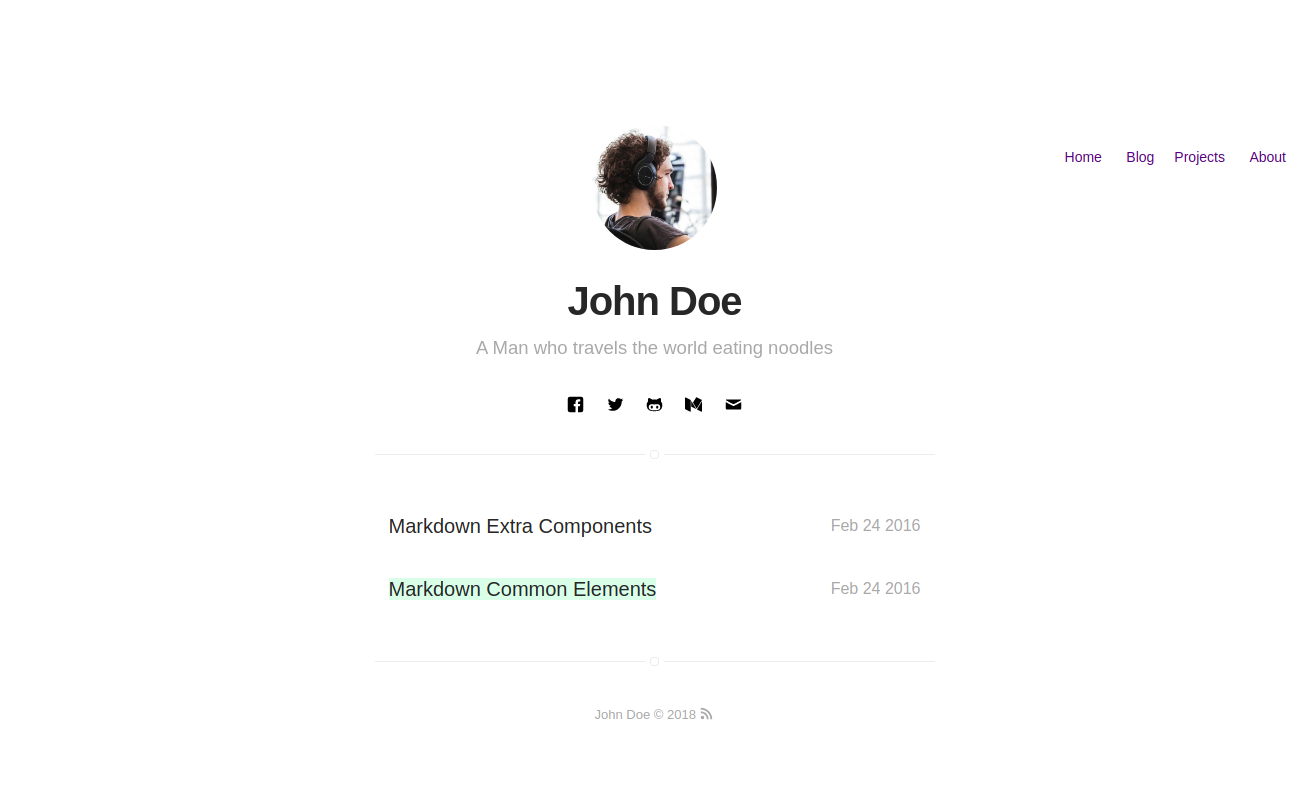 Home Blog Projects About
John Doe
A Man who travels the world eating noodles
Markdown Extra Components Feb 24 2016
Markdown Common Elements Feb 24 2016
John Doe © 2018